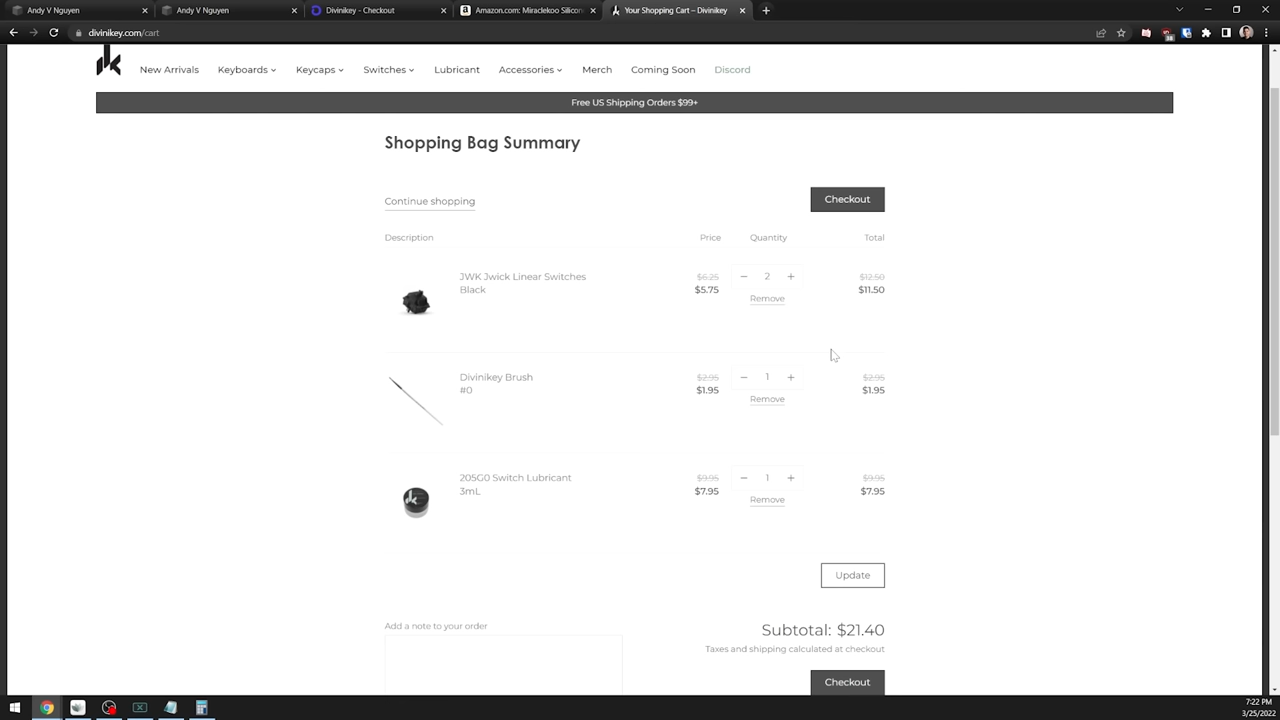 Andy V Nguyen
Andy V Nguyen
Divinikey - Checkout
Amazon.com: Miraclekoo Silicon
Your Shopping Cart – Divinikey
divinikey.com/cart
New Arrivals Keyboards Keycaps Switches Lubricant Accessories Merch Coming Soon Discord
Free US Shipping Orders $99+
Shopping Bag Summary
Continue shopping
Checkout
Description Price Quantity Total
JWK Jwick Linear Switches $6.25 2 $12.50
Black $5.75 $11.50
Remove
Divinikey Brush $2.95 1 $2.95
#0 $1.95 $1.95
Remove
205G0 Switch Lubricant $9.95 1 $9.95
3mL $7.95 $7.95
Remove
Update
Add a note to your order
Subtotal: $21.40
Taxes and shipping calculated at checkout
Checkout
7:22 PM
3/25/2022